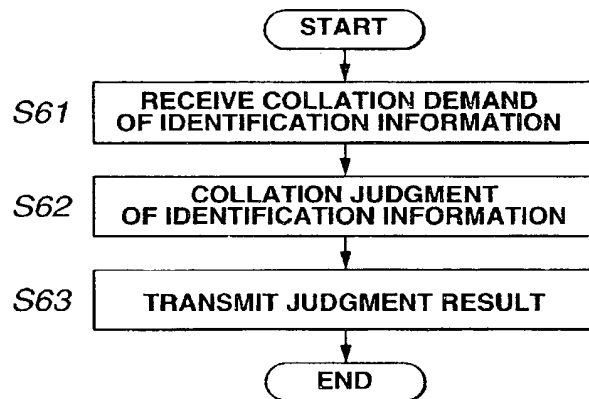 START
S61
RECEIVE COLLATION DEMAND
OF IDENTIFICATION INFORMATION
S62
COLLATION JUDGMENT
OF IDENTIFICATION INFORMATION
S63
TRANSMIT JUDGMENT RESULT
END